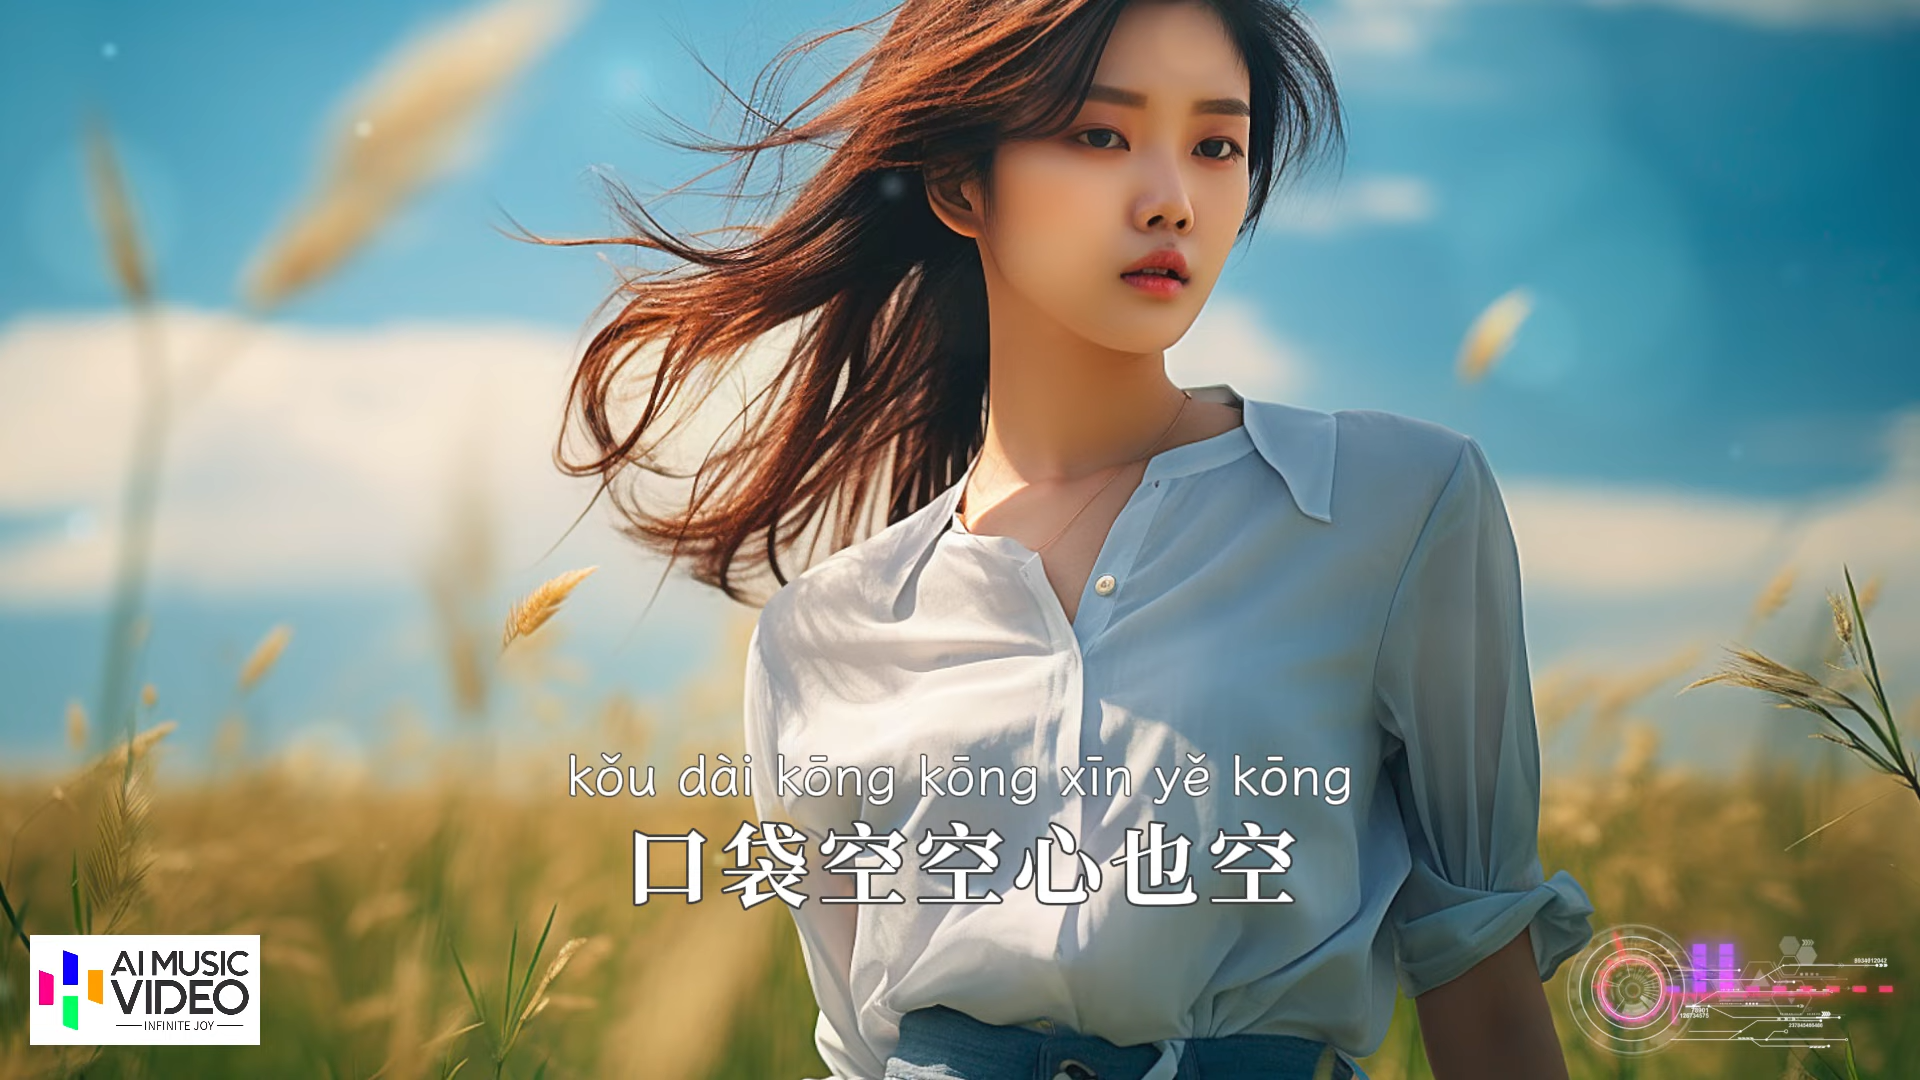 kǒu dài kōng kōng xīn yě kōng
口袋空空心也空
AI MUSIC
VIDEO
INFINITE JOY